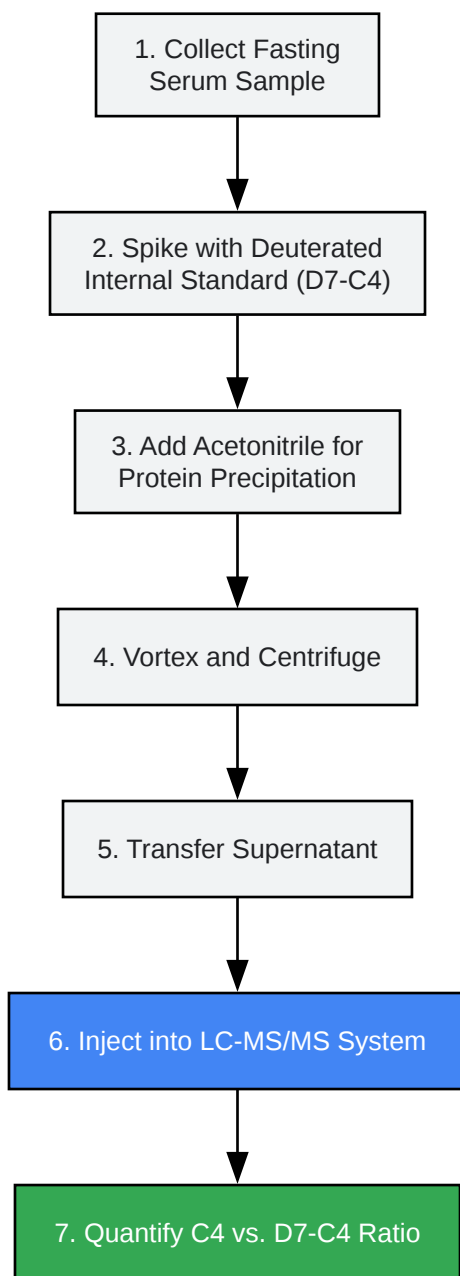 1. Collect Fasting
Serum Sample
2. Spike with Deuterated
Internal Standard (D7-C4)
3. Add Acetonitrile for
Protein Precipitation
4. Vortex and Centrifuge
5. Transfer Supernatant
6. Inject into LC-MS/MS System
7. Quantify C4 vs. D7-C4 Ratio